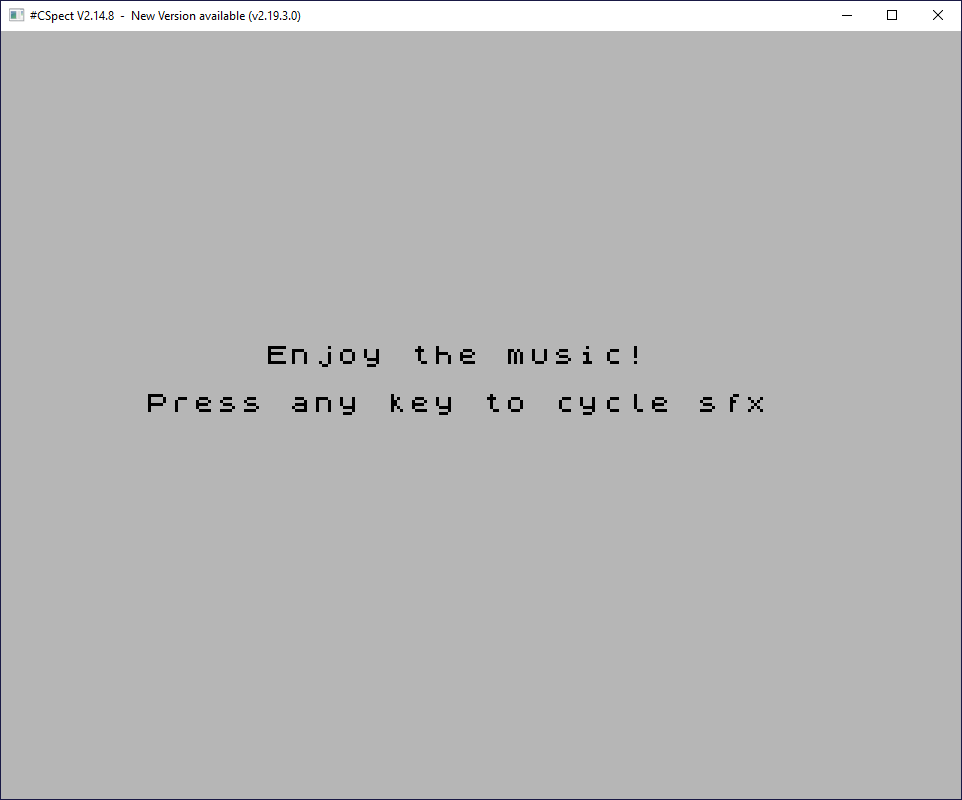 #CSpect V2.14.8 - New Version available (v2.19.3.0)
Enjoy the music!
Press any key to cycle sfx